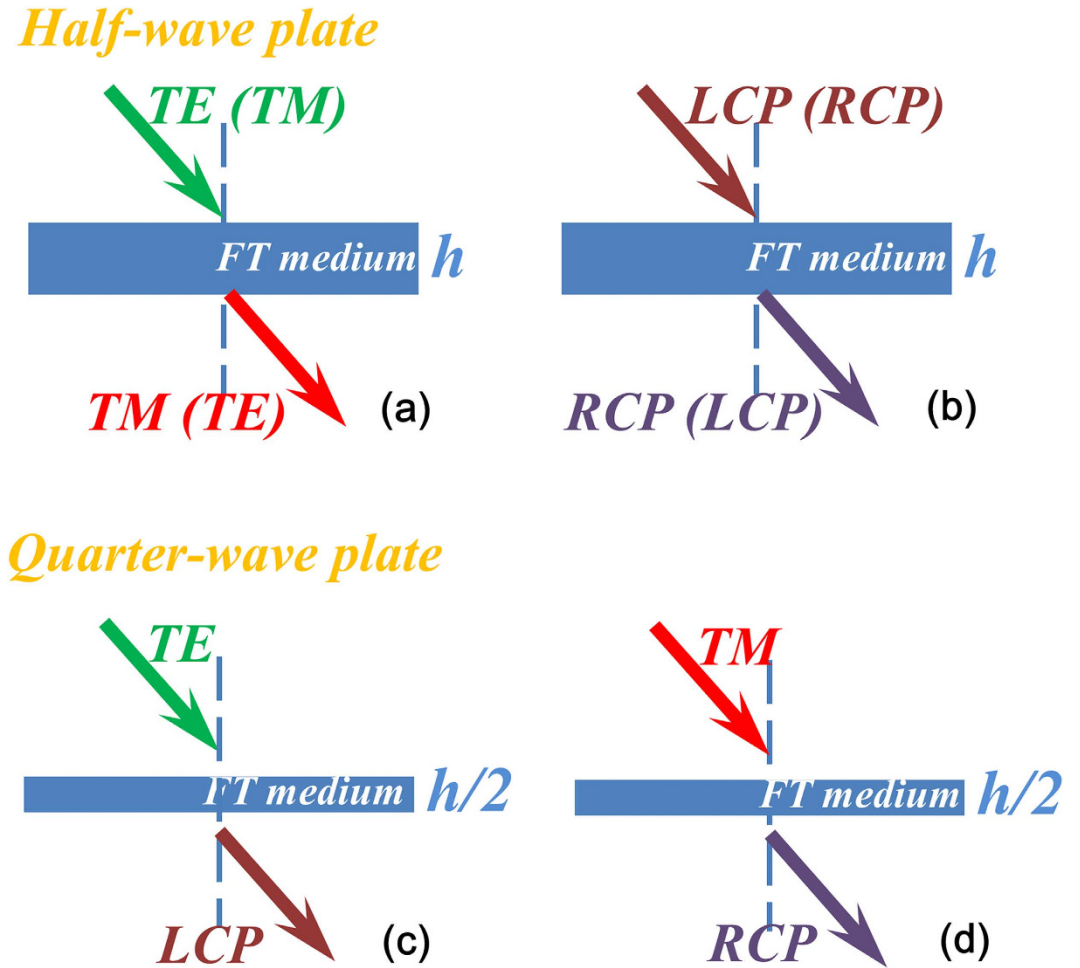 Half-wave plate
TE (TM)
FT medium h
TM (TE) (a)
LCP (RCP)
FT medium h
RCP (LCP) (b)
Quarter-wave plate
TE
FT medium h/2
LCP (c)
TM
FT medium h/2
RCP (d)